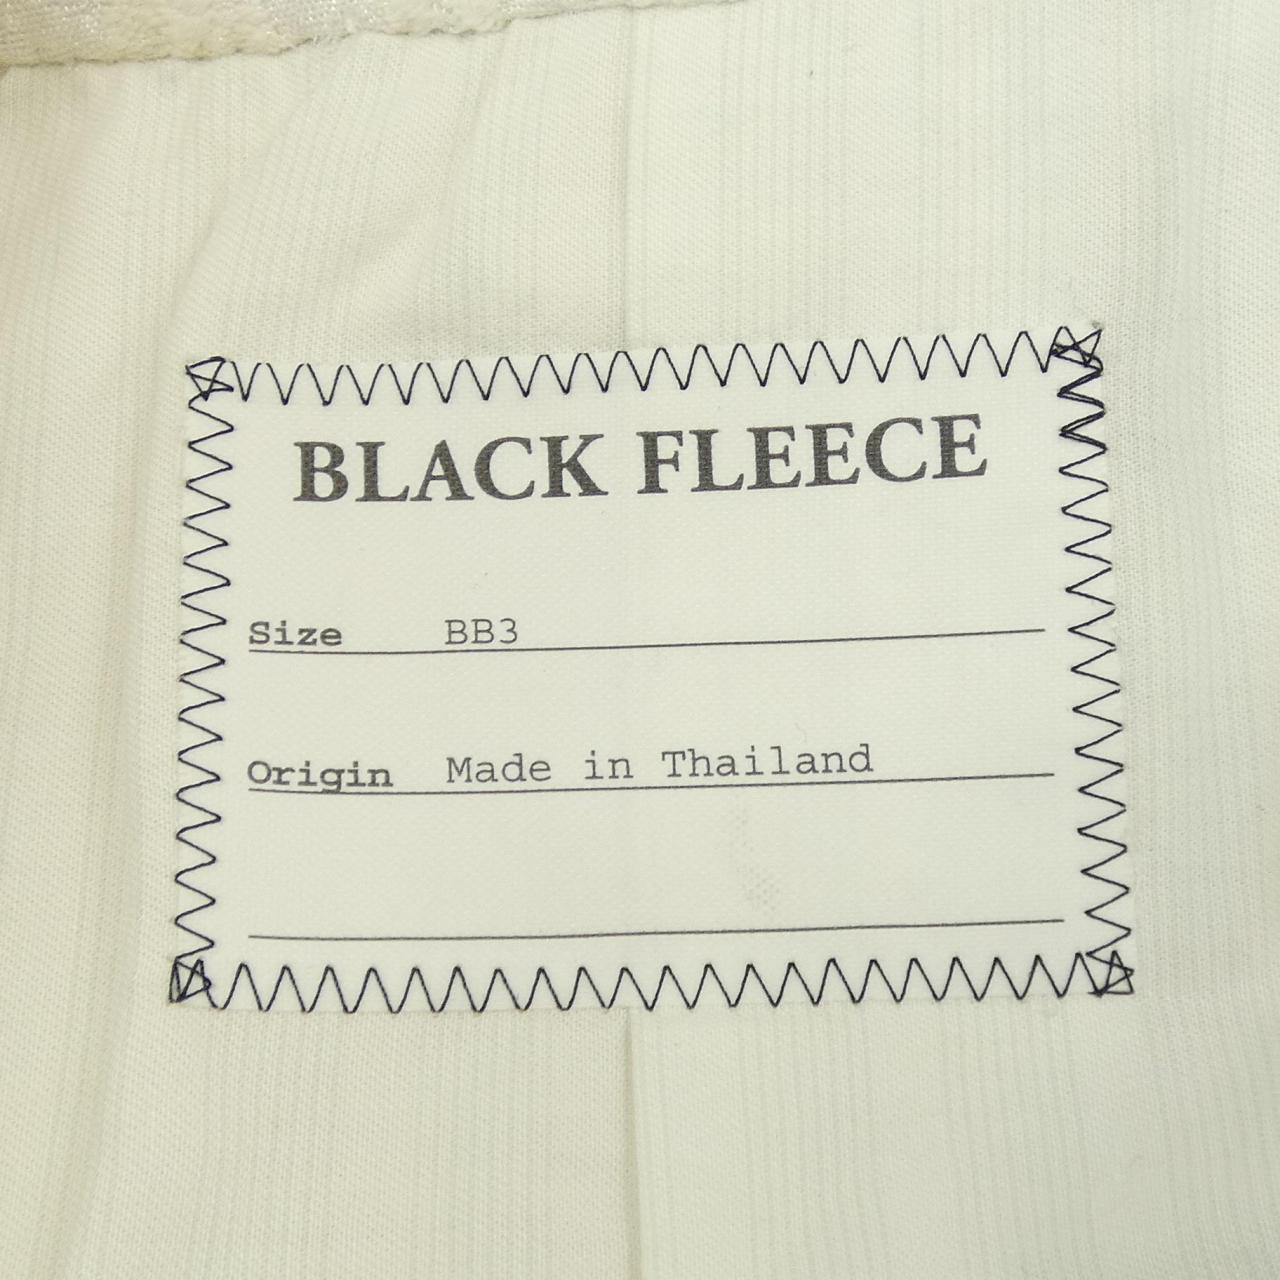 BLACK FLEECE
Size BB3
Origin Made in Thailand